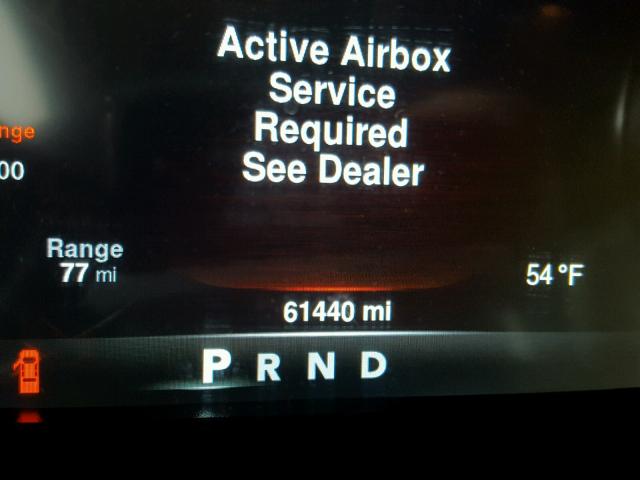 Active Airbox
Service
Required
See Dealer
nge
00
Range
77 mi
54 °F
61440 mi
P R N D